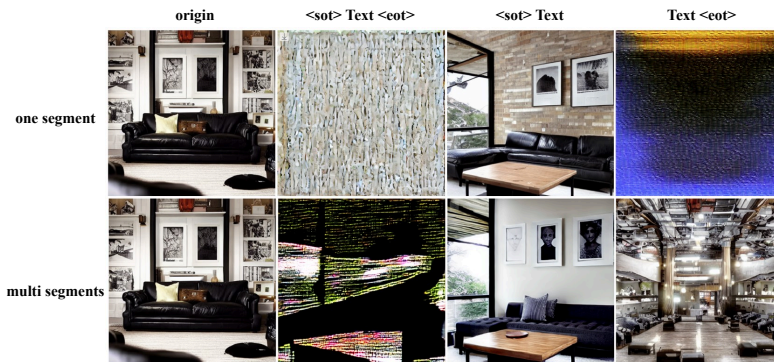 origin <sot> Text <eot> <sot> Text Text <eot>
one segment
multi segments